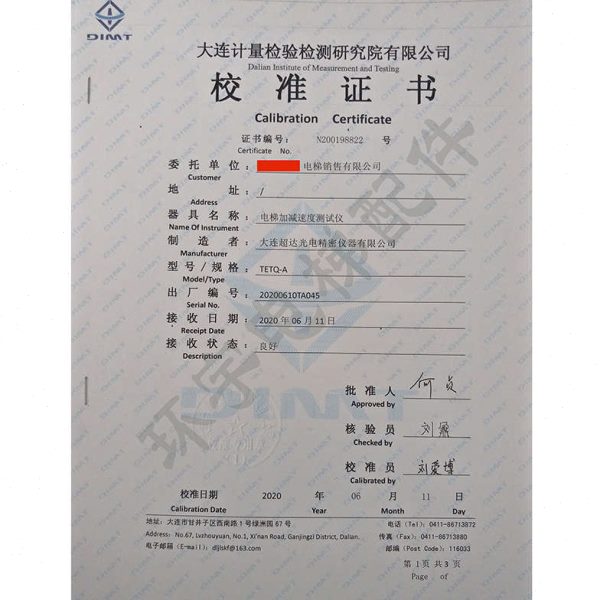 DIMT
大连计量检验检测研究院有限公司
Dalian Institute of Measurement and Testing
校 准 证 书
Calibration Certificate
证书编号: N200198822 号
Certificate No.
委托单位: 电梯销售有限公司
Customer
地 址: /
Address
器具名称: 电梯加减速度测试仪
Name Of Instrument
制 造 者: 大连超达光电精密仪器有限公司
Manufacturer
型号/规格: TETQ-A
Model/Type
出厂编号: 20200610TA045
Serial No.
接收日期: 2020 年 06 月 11 日
Receipt Date
接收状态: 良好
Description
批 准 人 何贞
Approved by
核 验 员
Checked by
校 准 员 刘爱博
Calibrated by
校准日期 2020 年 06 月 11 日
Calibration Date Year Month Day
地址: 大连市甘井子区西南路1号绿洲园67号 电话 (Tel): 0411-86713872
Address: No.67, Lvzhouyuan, No.1, Xi'nan Road, Ganjingzi District, Dalian. 传真 (Fax): 0411-86713880
电子邮箱 (E-mail): dljlskf@163.com 邮编 (Post Code): 116033
第 1 页 共 3 页
Page of
环宇电梯配件
DIMT